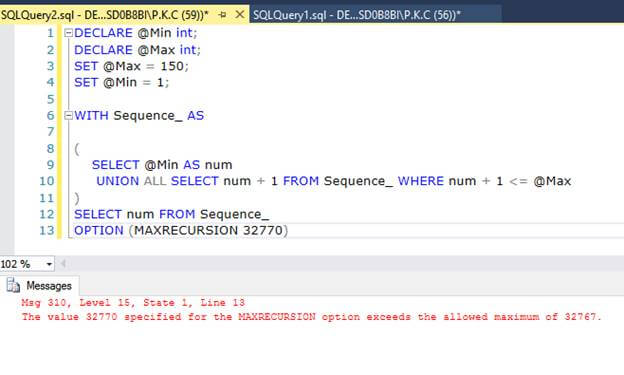 SQLQuery2.sql - DE...SD0B8BI\P.K.C (59))* SQLQuery1.sql - DE...SD0B8BI\P.K.C (56))*
1 DECLARE @Min int;
2 DECLARE @Max int;
3 SET @Max = 150;
4 SET @Min = 1;
5
6 WITH Sequence_ AS
7
8 (
9 SELECT @Min AS num
10 UNION ALL SELECT num + 1 FROM Sequence_ WHERE num + 1 <= @Max
11 )
12 SELECT num FROM Sequence_
13 OPTION (MAXRECURSION 32770)
102 %
Messages
Msg 310, Level 15, State 1, Line 13
The value 32770 specified for the MAXRECURSION option exceeds the allowed maximum of 32767.